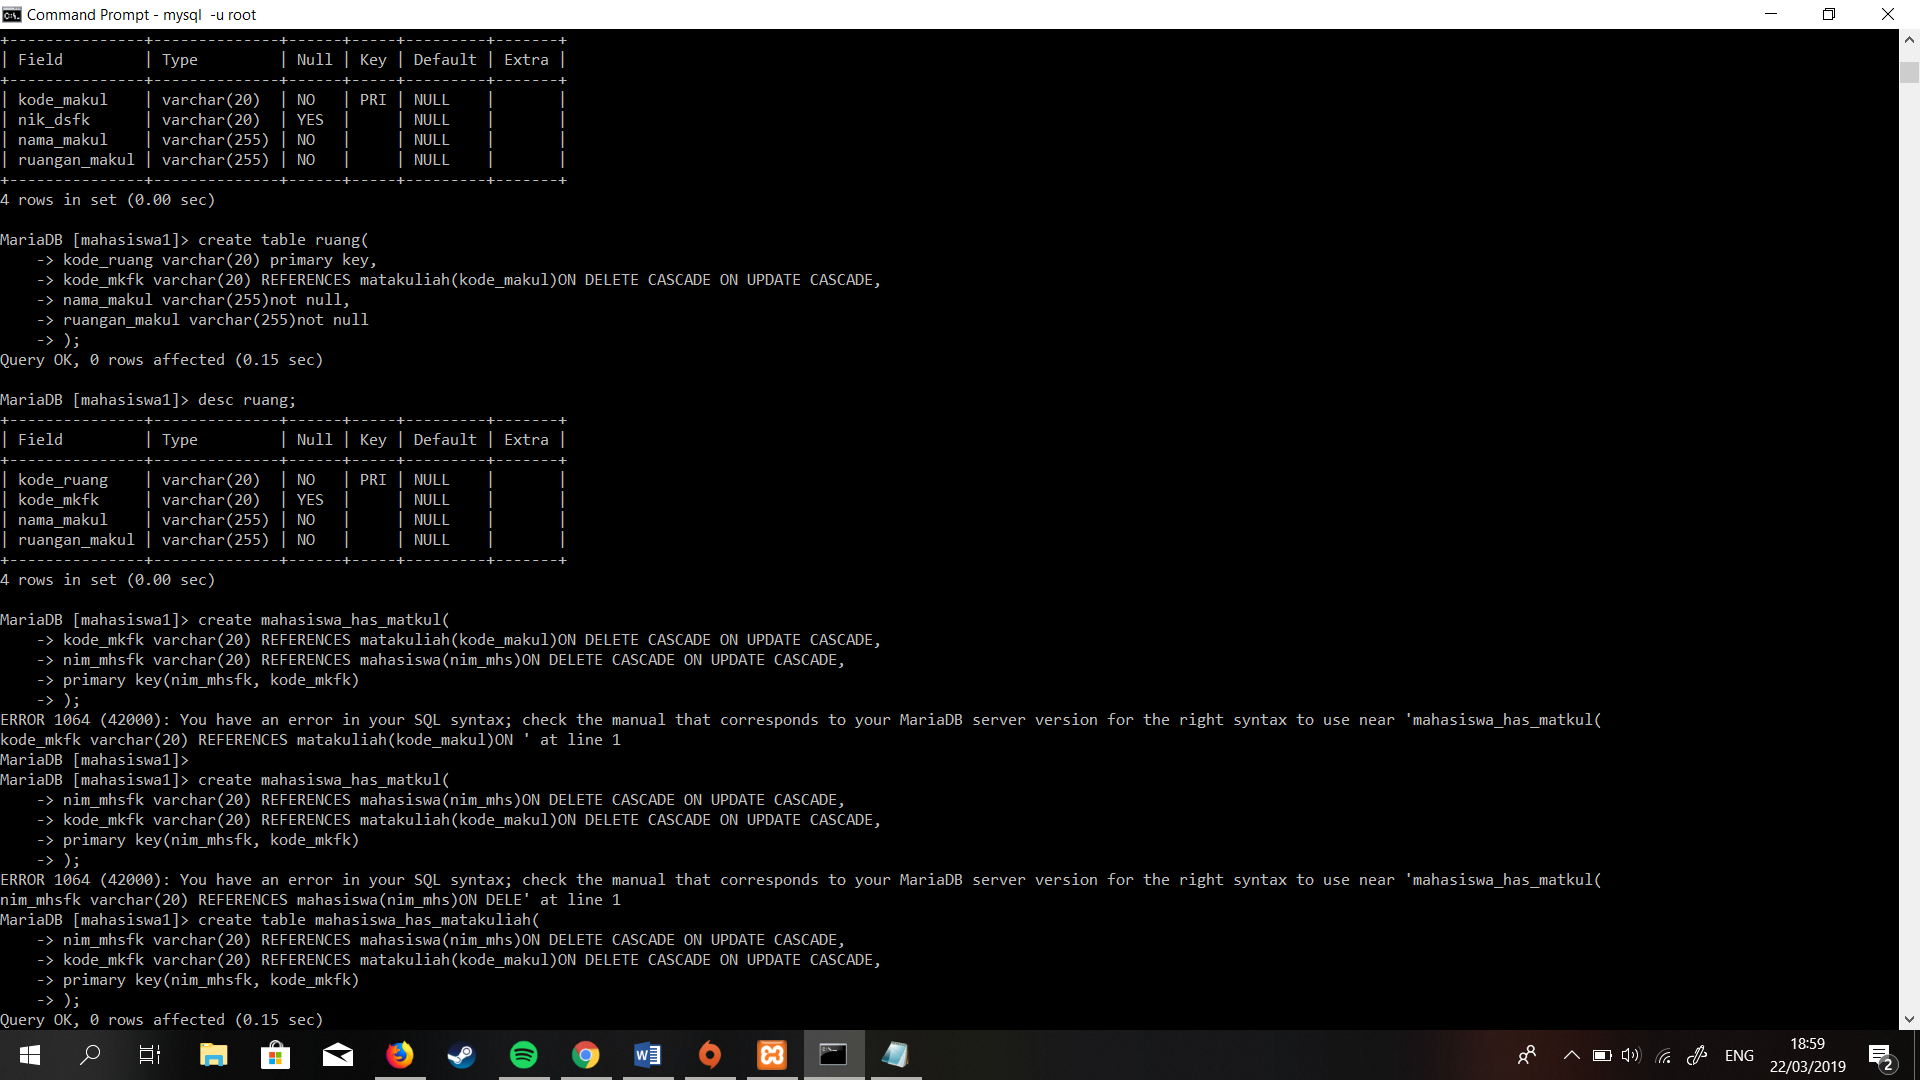 Command Prompt - mysql  -u root
+---------------+--------------+------+-----+---------+-------+
| Field         | Type         | Null | Key | Default | Extra |
+---------------+--------------+------+-----+---------+-------+
| kode_makul    | varchar(20)  | NO   | PRI | NULL    |       |
| nik_dsfk      | varchar(20)  | YES  |     | NULL    |       |
| nama_makul    | varchar(255) | NO   |     | NULL    |       |
| ruangan_makul | varchar(255) | NO   |     | NULL    |       |
+---------------+--------------+------+-----+---------+-------+
4 rows in set (0.00 sec)
MariaDB [mahasiswa1]> create table ruang(
    -> kode_ruang varchar(20) primary key,
    -> kode_mkfk varchar(20) REFERENCES matakuliah(kode_makul)ON DELETE CASCADE ON UPDATE CASCADE,
    -> nama_makul varchar(255)not null,
    -> ruangan_makul varchar(255)not null
    -> );
Query OK, 0 rows affected (0.15 sec)
MariaDB [mahasiswa1]> desc ruang;
+---------------+--------------+------+-----+---------+-------+
| Field         | Type         | Null | Key | Default | Extra |
+---------------+--------------+------+-----+---------+-------+
| kode_ruang    | varchar(20)  | NO   | PRI | NULL    |       |
| kode_mkfk     | varchar(20)  | YES  |     | NULL    |       |
| nama_makul    | varchar(255) | NO   |     | NULL    |       |
| ruangan_makul | varchar(255) | NO   |     | NULL    |       |
+---------------+--------------+------+-----+---------+-------+
4 rows in set (0.00 sec)
MariaDB [mahasiswa1]> create mahasiswa_has_matkul(
    -> kode_mkfk varchar(20) REFERENCES matakuliah(kode_makul)ON DELETE CASCADE ON UPDATE CASCADE,
    -> nim_mhsfk varchar(20) REFERENCES mahasiswa(nim_mhs)ON DELETE CASCADE ON UPDATE CASCADE,
    -> primary key(nim_mhsfk, kode_mkfk)
    -> );
ERROR 1064 (42000): You have an error in your SQL syntax; check the manual that corresponds to your MariaDB server version for the right syntax to use near 'mahasiswa_has_matkul(
kode_mkfk varchar(20) REFERENCES matakuliah(kode_makul)ON ' at line 1
MariaDB [mahasiswa1]>
MariaDB [mahasiswa1]> create mahasiswa_has_matkul(
    -> nim_mhsfk varchar(20) REFERENCES mahasiswa(nim_mhs)ON DELETE CASCADE ON UPDATE CASCADE,
    -> kode_mkfk varchar(20) REFERENCES matakuliah(kode_makul)ON DELETE CASCADE ON UPDATE CASCADE,
    -> primary key(nim_mhsfk, kode_mkfk)
    -> );
ERROR 1064 (42000): You have an error in your SQL syntax; check the manual that corresponds to your MariaDB server version for the right syntax to use near 'mahasiswa_has_matkul(
nim_mhsfk varchar(20) REFERENCES mahasiswa(nim_mhs)ON DELE' at line 1
MariaDB [mahasiswa1]> create table mahasiswa_has_matakuliah(
    -> nim_mhsfk varchar(20) REFERENCES mahasiswa(nim_mhs)ON DELETE CASCADE ON UPDATE CASCADE,
    -> kode_mkfk varchar(20) REFERENCES matakuliah(kode_makul)ON DELETE CASCADE ON UPDATE CASCADE,
    -> primary key(nim_mhsfk, kode_mkfk)
    -> );
Query OK, 0 rows affected (0.15 sec)
ENG
18:59
22/03/2019
2